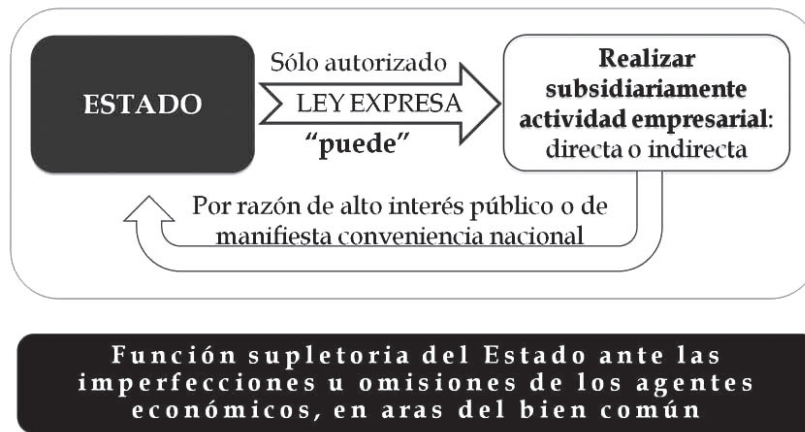 ESTADO
Sólo autorizado
LEY EXPRESA
“puede”
Realizar
subsidiariamente
actividad empresarial:
directa o indirecta
Por razón de alto interés público o de
manifiesta conveniencia nacional
Función supletoria del Estado ante las
imperfecciones u omisiones de los agentes
económicos, en aras del bien común